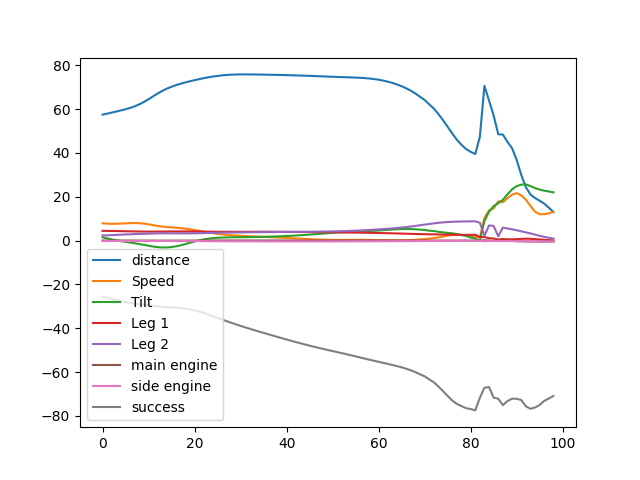 80
60
40
20
0
−20
−40
−60
−80
distance
Speed
Tilt
Leg 1
Leg 2
main engine
side engine
success
0 20 40 60 80 100